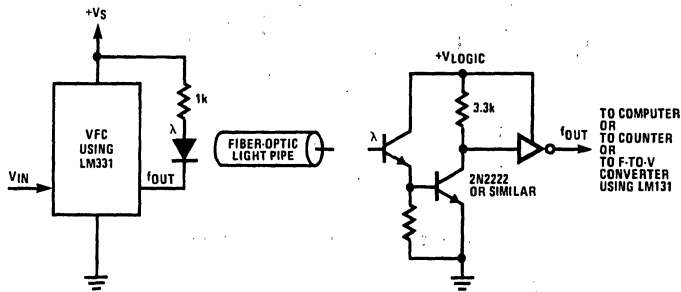 +VS
1k
λ
VFC
USING
LM331
VIN
fOUT
FIBER-OPTIC
LIGHT PIPE
+VLOGIC
3.3k
λ
2N2222
OR SIMILAR
fOUT
TO COMPUTER
OR
TO COUNTER
OR
TO F-TO-V
CONVERTER
USING LM131